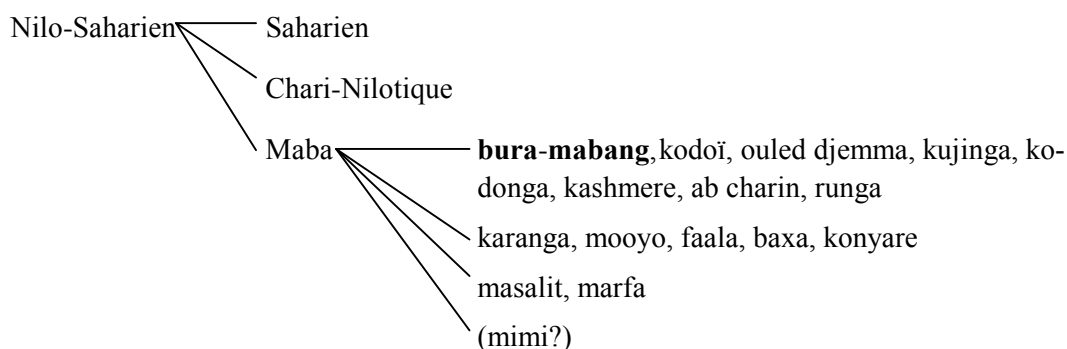 Nilo-Saharien Saharien
Chari-Nilotique
Maba bura-mabang, kodoï, ouled djemma, kujinga, ko-
donga, kashmere, ab charin, runga
karanga, mooyo, faala, baxa, konyare
masalit, marfa
(mimi?)